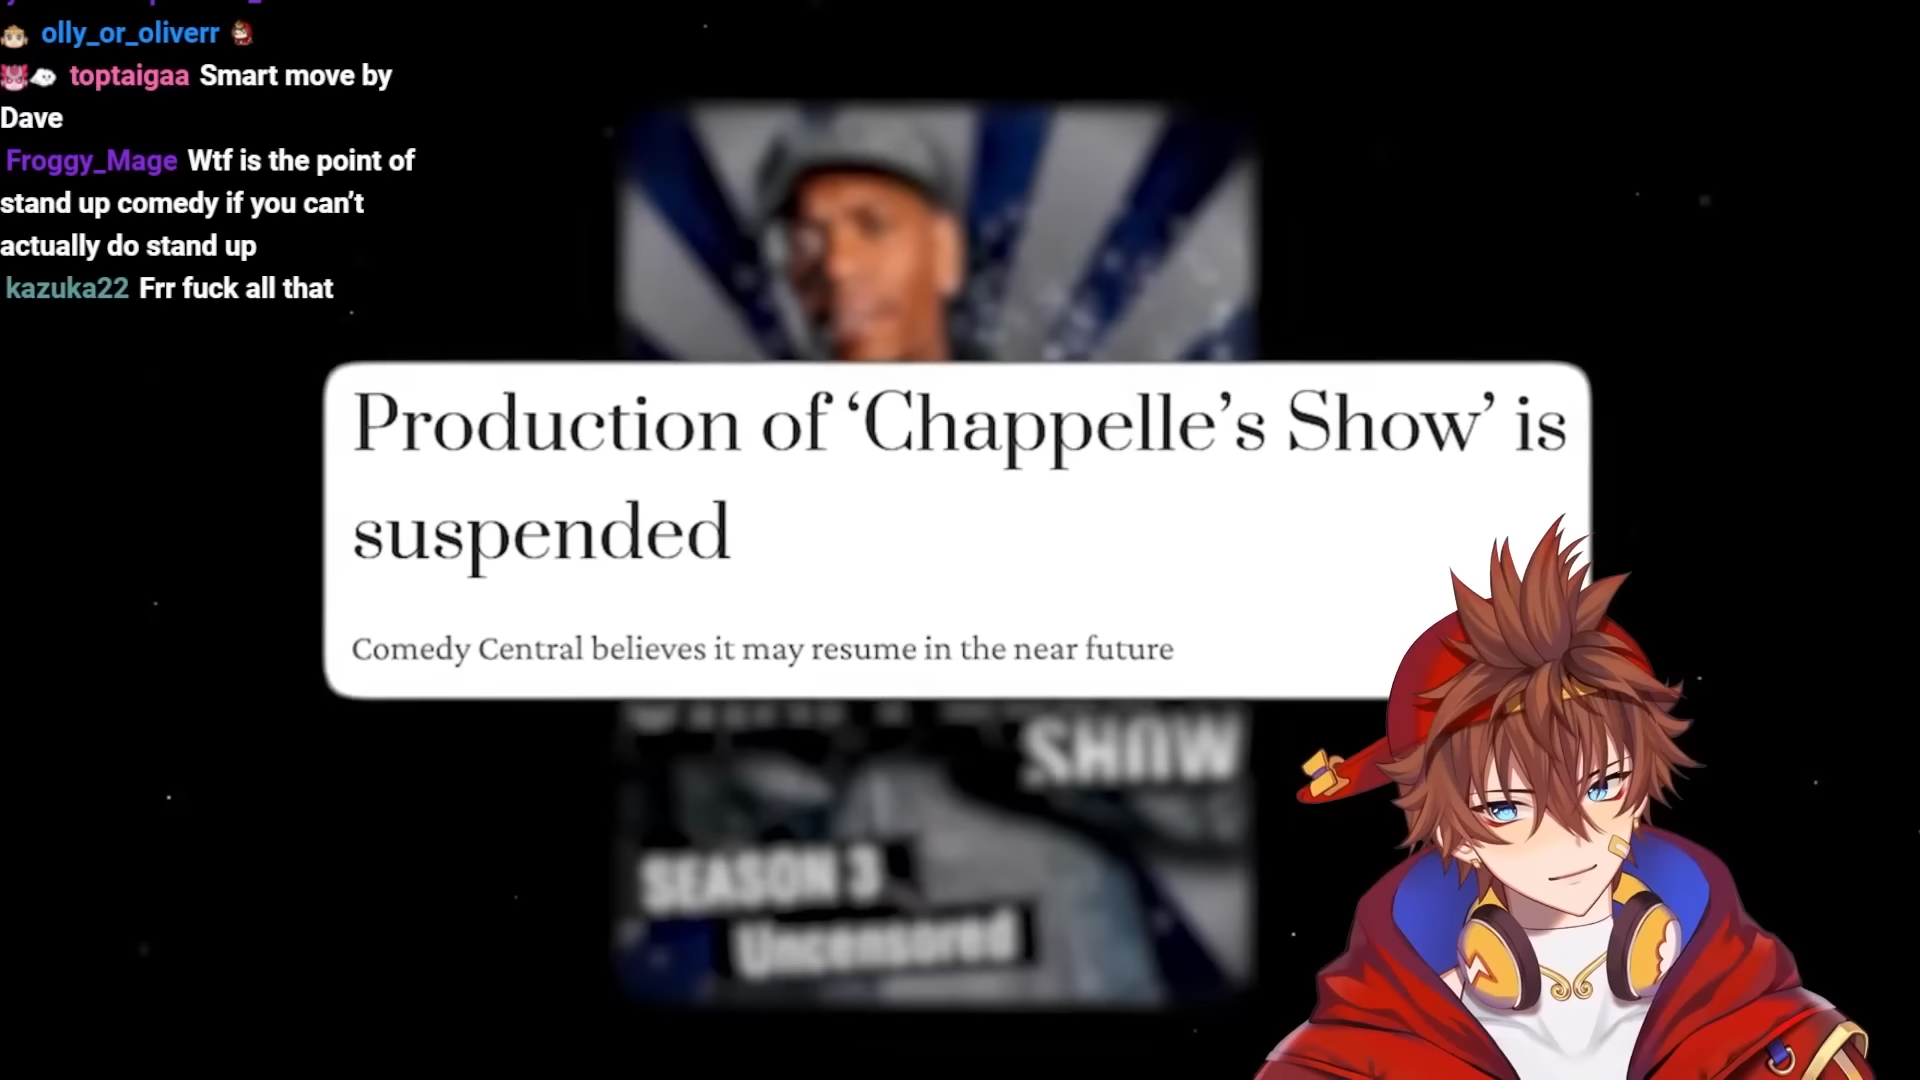 olly_or_oliverr
toptaigaa Smart move by
Dave
Froggy_Mage Wtf is the point of
stand up comedy if you can’t
actually do stand up
kazuka22 Frr fuck all that
Production of ‘Chappelle’s Show’ is
suspended
Comedy Central believes it may resume in the near future
SHOW
SEASON 3
Uncensored